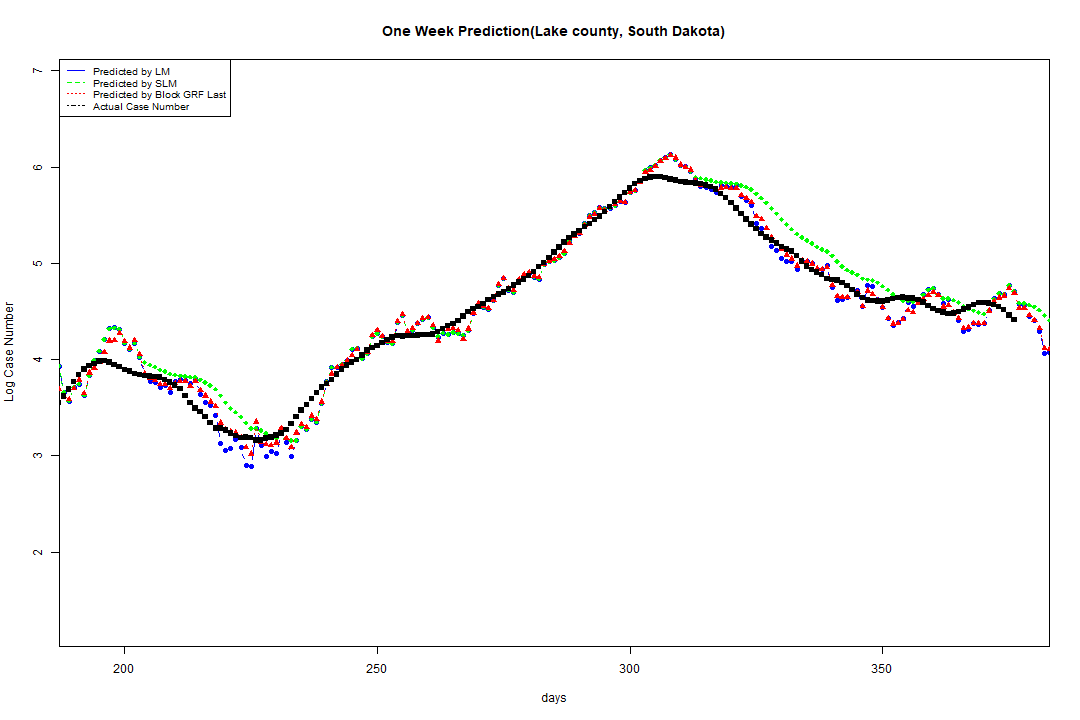 One Week Prediction(Lake county, South Dakota)
Predicted by LM
Predicted by SLM
Predicted by Block GRF Last
Actual Case Number
7
6
5
4
3
2
Log Case Number
200 250 300 350
days